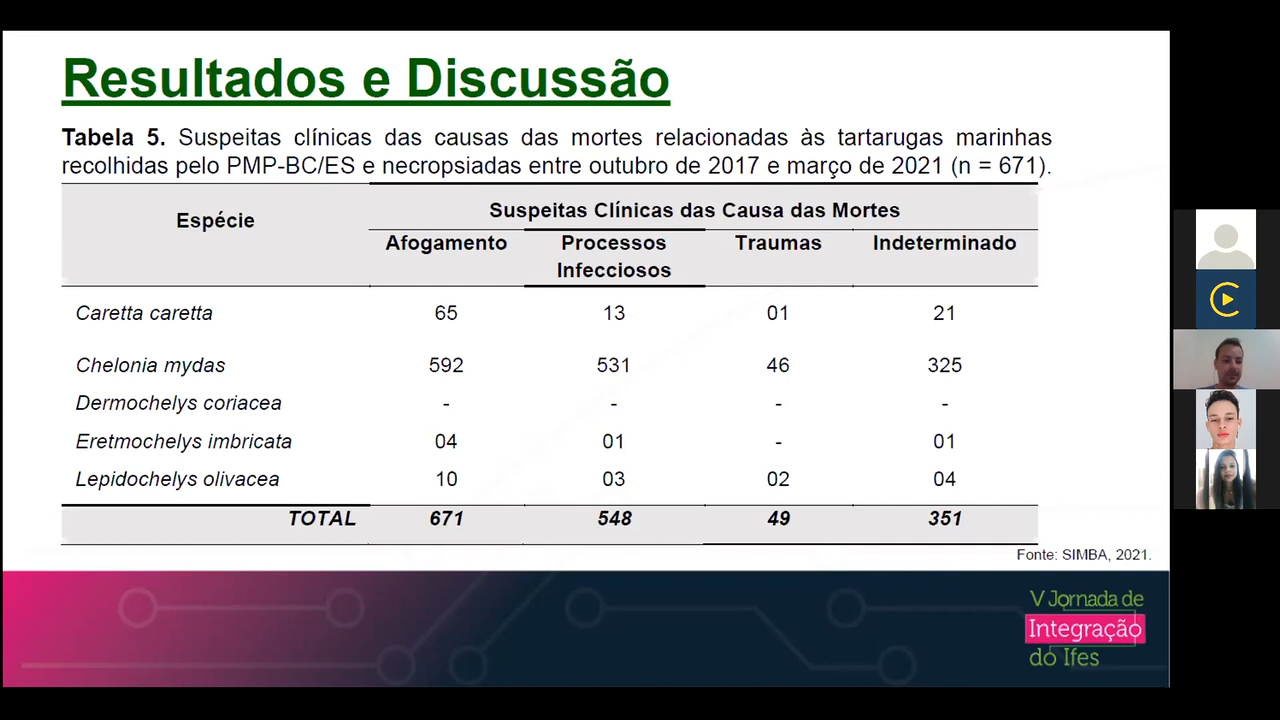 Resultados e Discussão
Tabela 5. Suspeitas clínicas das causas das mortes relacionadas às tartarugas marinhas
recolhidas pelo PMP-BC/ES e necropsiadas entre outubro de 2017 e março de 2021 (n = 671).
Espécie
Suspeitas Clínicas das Causa das Mortes
Afogamento Processos Infecciosos Traumas Indeterminado
Caretta caretta 65 13 01 21
Chelonia mydas 592 531 46 325
Dermochelys coriacea - - - -
Eretmochelys imbricata 04 01 - 01
Lepidochelys olivacea 10 03 02 04
TOTAL 671 548 49 351
Fonte: SIMBA, 2021.
V Jornada de
Integração
do Ifes